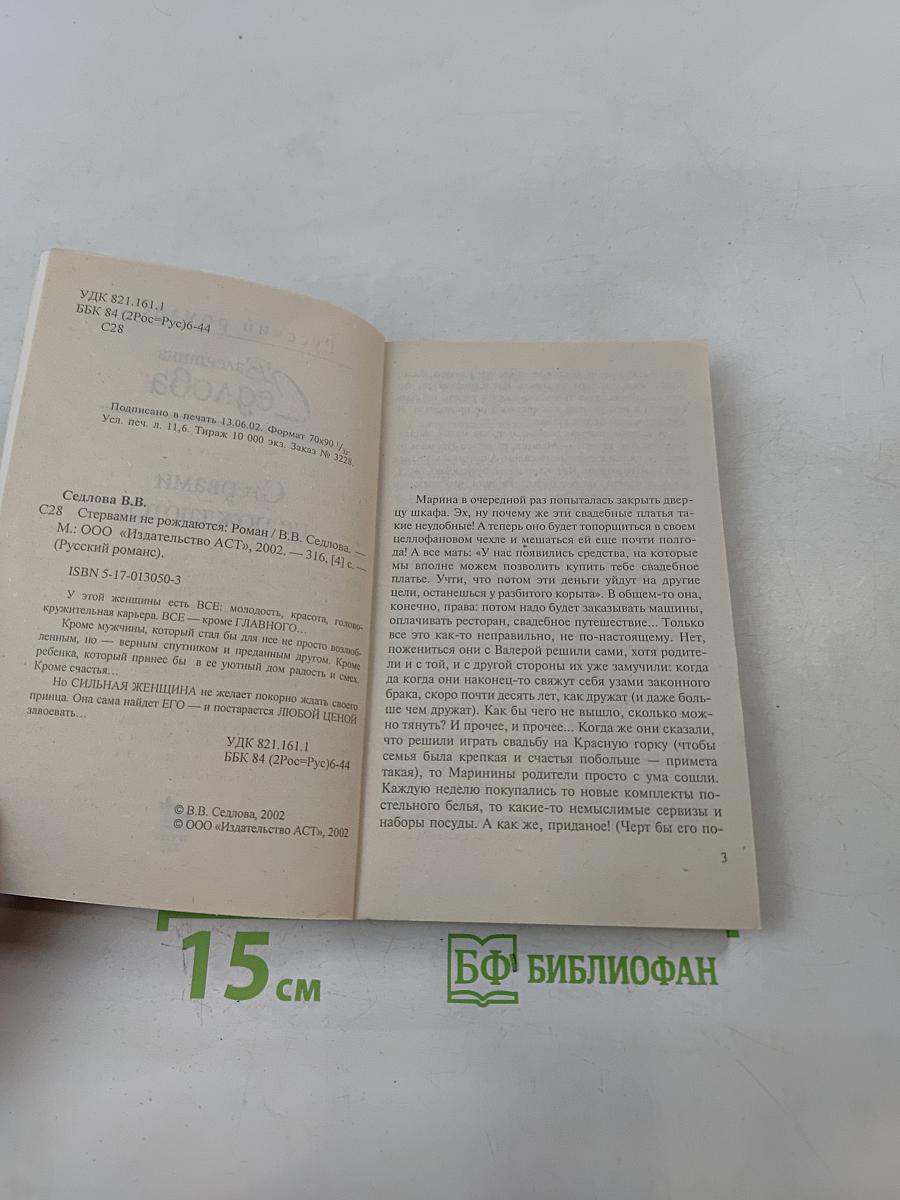 УДК 821.161.1
ББК 84 (2Рос=Рус)6-44
С28
Подписано в печать 13.06.02. Формат 70х90 1/32.
Усл. печ. л. 11,6. Тираж 10 000 экз. Заказ № 3228.
Седлова В.В.
С28 Стервами не рождаются: Роман / В.В. Седлова. —
М.: ООО «Издательство АСТ», 2002. — 316, [4] с. —
(Русский романс).
ISBN 5-17-013050-3
У этой женщины есть ВСЕ: молодость, красота, голово-
кружительная карьера. ВСЕ — кроме ГЛАВНОГО…
Кроме мужчины, который стал бы для нее не просто возлюб-
ленным, но — верным спутником и преданным другом. Кроме
ребенка, который принес бы в ее уютный дом радость и смех.
Кроме счастья…
Но СИЛЬНАЯ ЖЕНЩИНА не желает покорно ждать своего
принца. Она сама найдет ЕГО — и постарается ЛЮБОЙ ЦЕНОЙ
завоевать…
УДК 821.161.1
ББК 84 (2Рос=Рус)6-44
© В.В. Седлова, 2002
© ООО «Издательство АСТ», 2002
Марина в очередной раз попыталась закрыть двер-
цу шкафа. Эх, ну почему же эти свадебные платья та-
кие неудобные! А теперь оно будет топорщиться в своем
целлофановом чехле и мешаться ей еще почти полго-
да! А все мать: «У нас появились средства, на которые
мы вполне можем позволить купить тебе свадебное
платье. Учти, что потом эти деньги уйдут на другие
цели, останешься у разбитого корыта». В общем-то она,
конечно, права: потом надо будет заказывать машины,
оплачивать ресторан, свадебное путешествие… Только
все это как-то неправильно, не по-настоящему. Нет,
пожениться они с Валерой решили сами, хотя родите-
ли и с той, и с другой стороны их уже замучили: когда
да когда они наконец-то свяжут себя узами законного
брака, скоро почти десять лет, как дружат (и даже боль-
ше чем дружат). Как бы чего не вышло, сколько мож-
но тянуть? И прочее, и прочее… Когда же они сказали,
что решили играть свадьбу на Красную горку (чтобы
семья была крепкая и счастья побольше — примета
такая), то Маринины родители просто с ума сошли.
Каждую неделю покупались то новые комплекты по-
стельного белья, то какие-то немыслимые сервизы и
наборы посуды. А как же, приданое! (Черт бы его по-
3
15 см
БФ БИБЛИОФАН